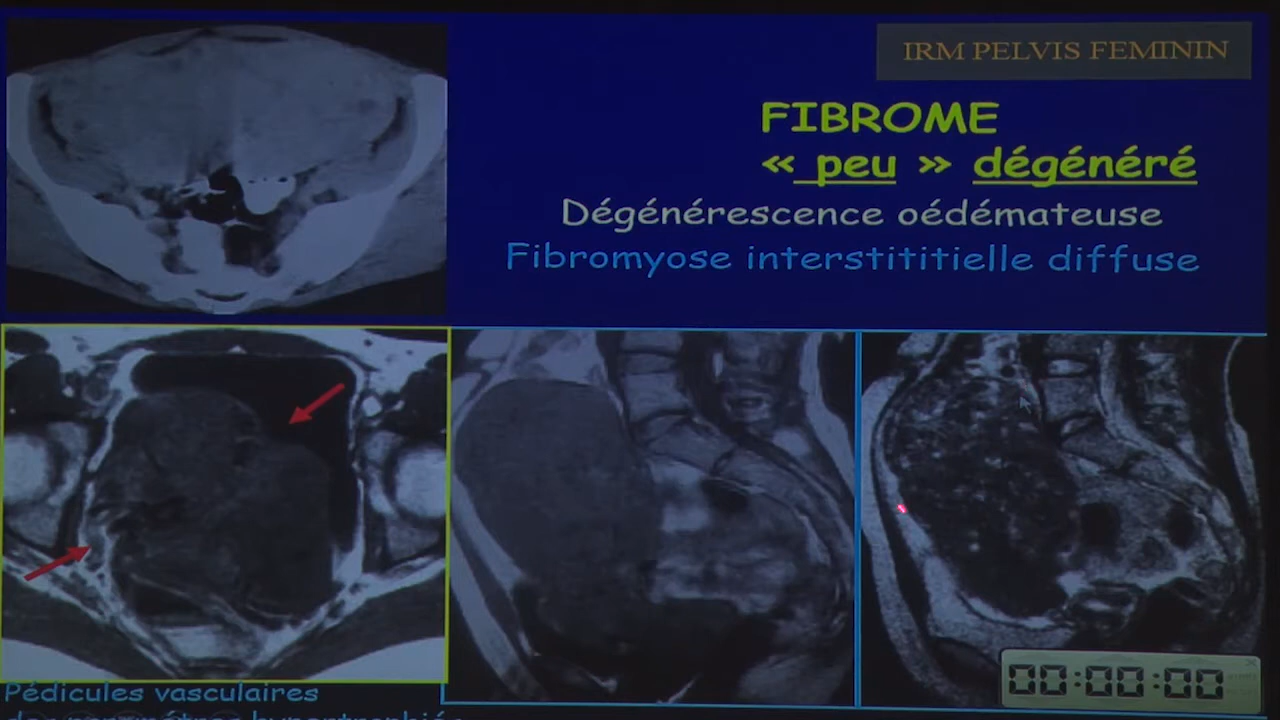 IRM PELVIS FEMININ
FIBROME
« peu » dégénéré
Dégénérescence oédémateuse
Fibromyose interstititielle diffuse
Pédicules vasculaires
00:00:00